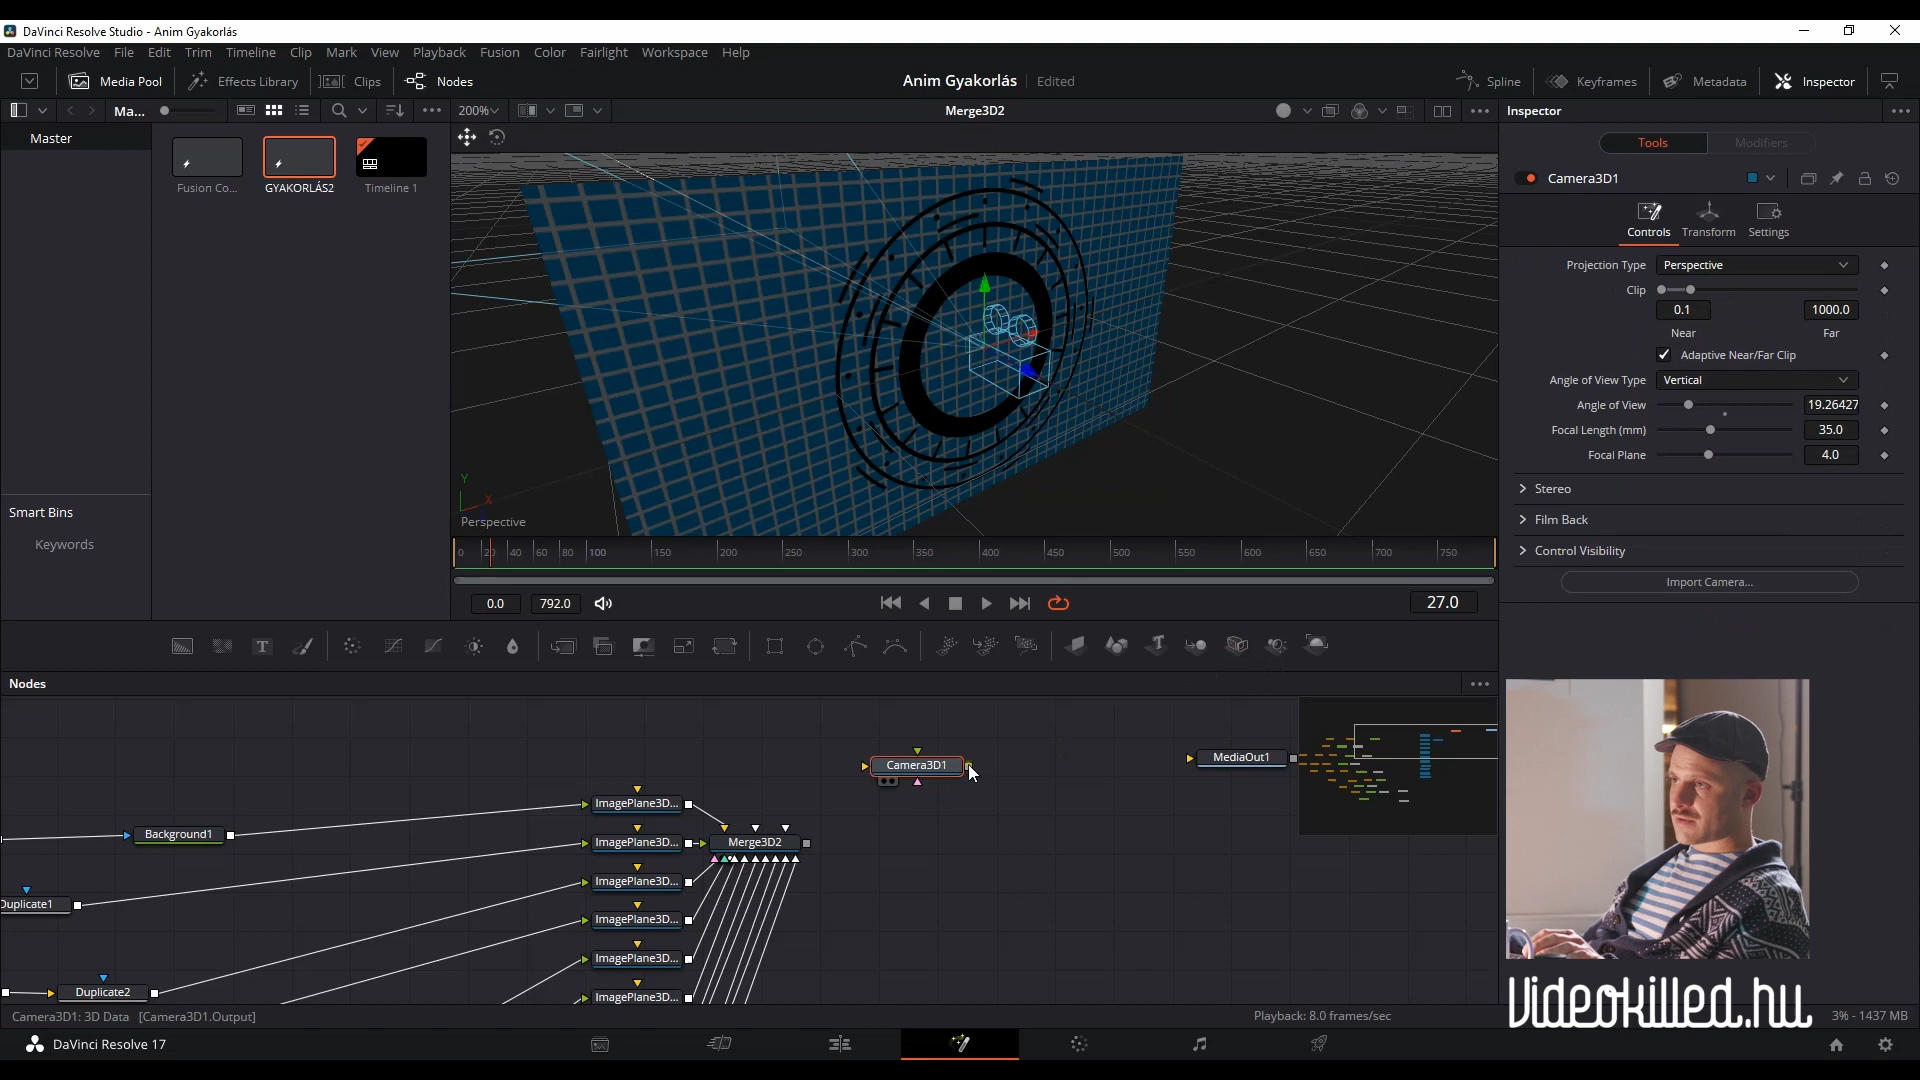 DaVinci Resolve Studio - Anim Gyakorlás
DaVinci Resolve File Edit Trim Timeline Clip Mark View Playback Fusion Color Fairlight Workspace Help
Media Pool Effects Library Clips Nodes Anim Gyakorlás Edited Spline Keyframes Metadata Inspector
Ma... 200% Merge3D2 Inspector
Master
Fusion Co... GYAKORLÁS2 Timeline 1
Smart Bins
Keywords
Y
X
Perspective
0 20 40 60 80 100 150 200 250 300 350 400 450 500 550 600 650 700 750
0.0 792.0 27.0
Tools Modifiers
Camera3D1
Controls Transform Settings
Projection Type Perspective
Clip
0.1 1000.0
Near Far
Adaptive Near/Far Clip
Angle of View Type Vertical
Angle of View 19.26427
Focal Length (mm) 35.0
Focal Plane 4.0
Stereo
Film Back
Control Visibility
Import Camera...
Nodes
Camera3D1
MediaOut1
ImagePlane3D...
Background1
ImagePlane3D... Merge3D2
ImagePlane3D...
Duplicate1
ImagePlane3D...
ImagePlane3D...
Duplicate2
ImagePlane3D...
Videokilled.hu
Camera3D1: 3D Data [Camera3D1.Output] Playback: 8.0 frames/sec 3% - 1437 MB
DaVinci Resolve 17